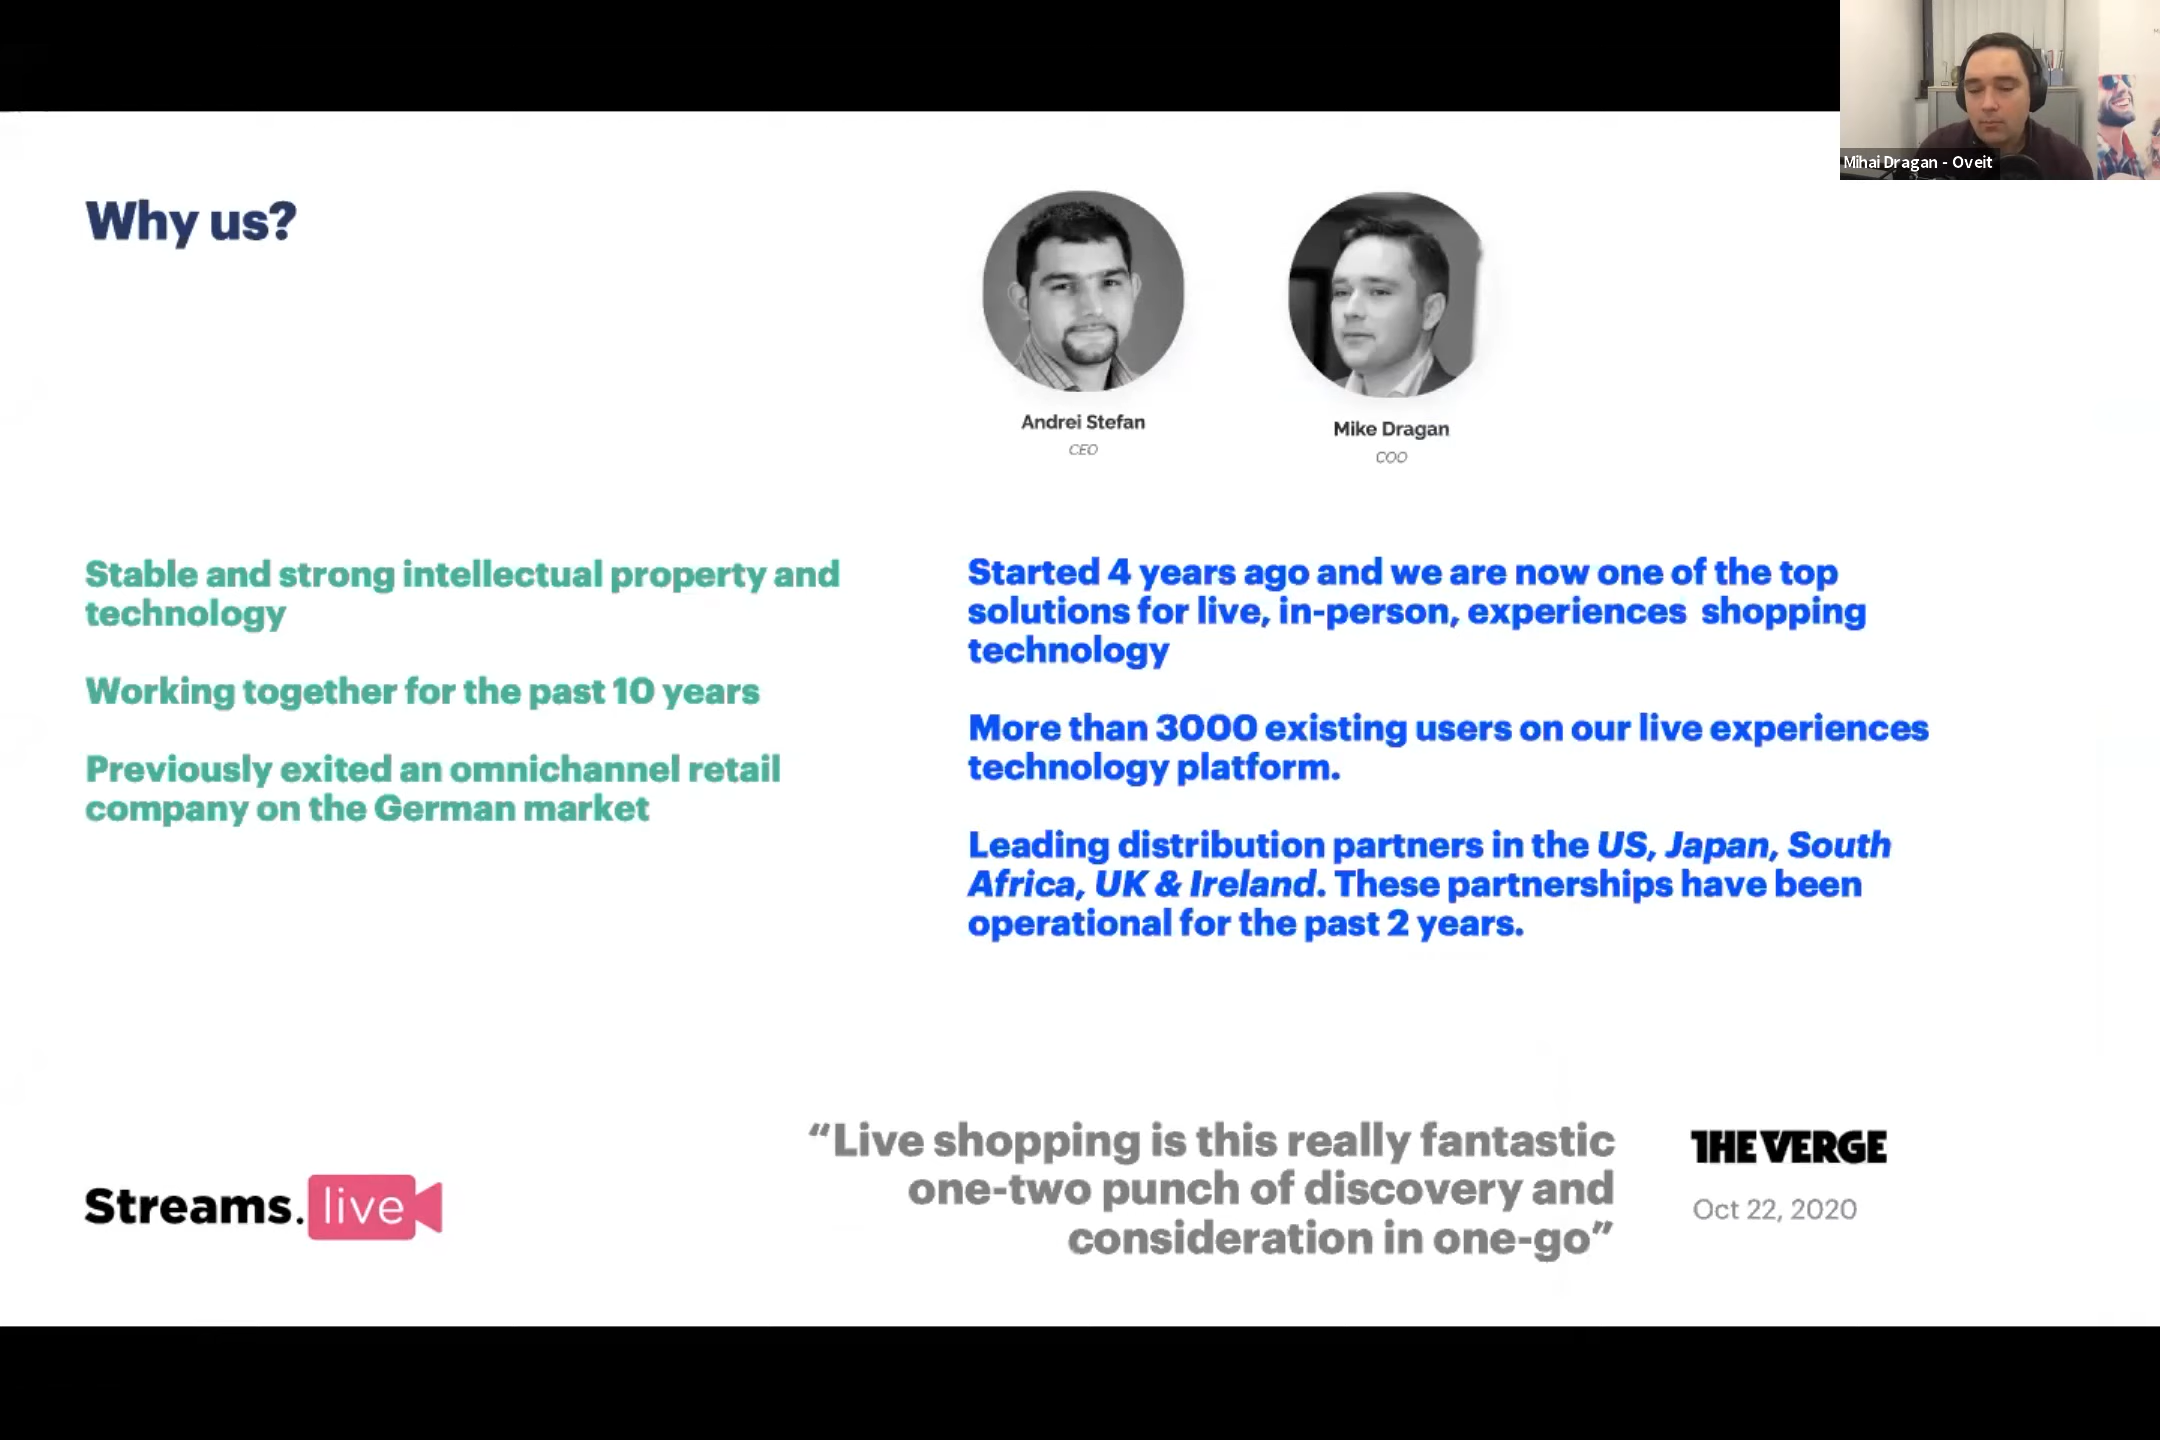 Mihai Dragan - Oveit
Why us?
Andrei Stefan
CEO
Mike Dragan
COO
Stable and strong intellectual property and
technology
Working together for the past 10 years
Previously exited an omnichannel retail
company on the German market
Started 4 years ago and we are now one of the top
solutions for live, in-person, experiences shopping
technology
More than 3000 existing users on our live experiences
technology platform.
Leading distribution partners in the US, Japan, South
Africa, UK & Ireland. These partnerships have been
operational for the past 2 years.
“Live shopping is this really fantastic
one-two punch of discovery and
consideration in one-go”
THE VERGE
Oct 22, 2020
Streams.live